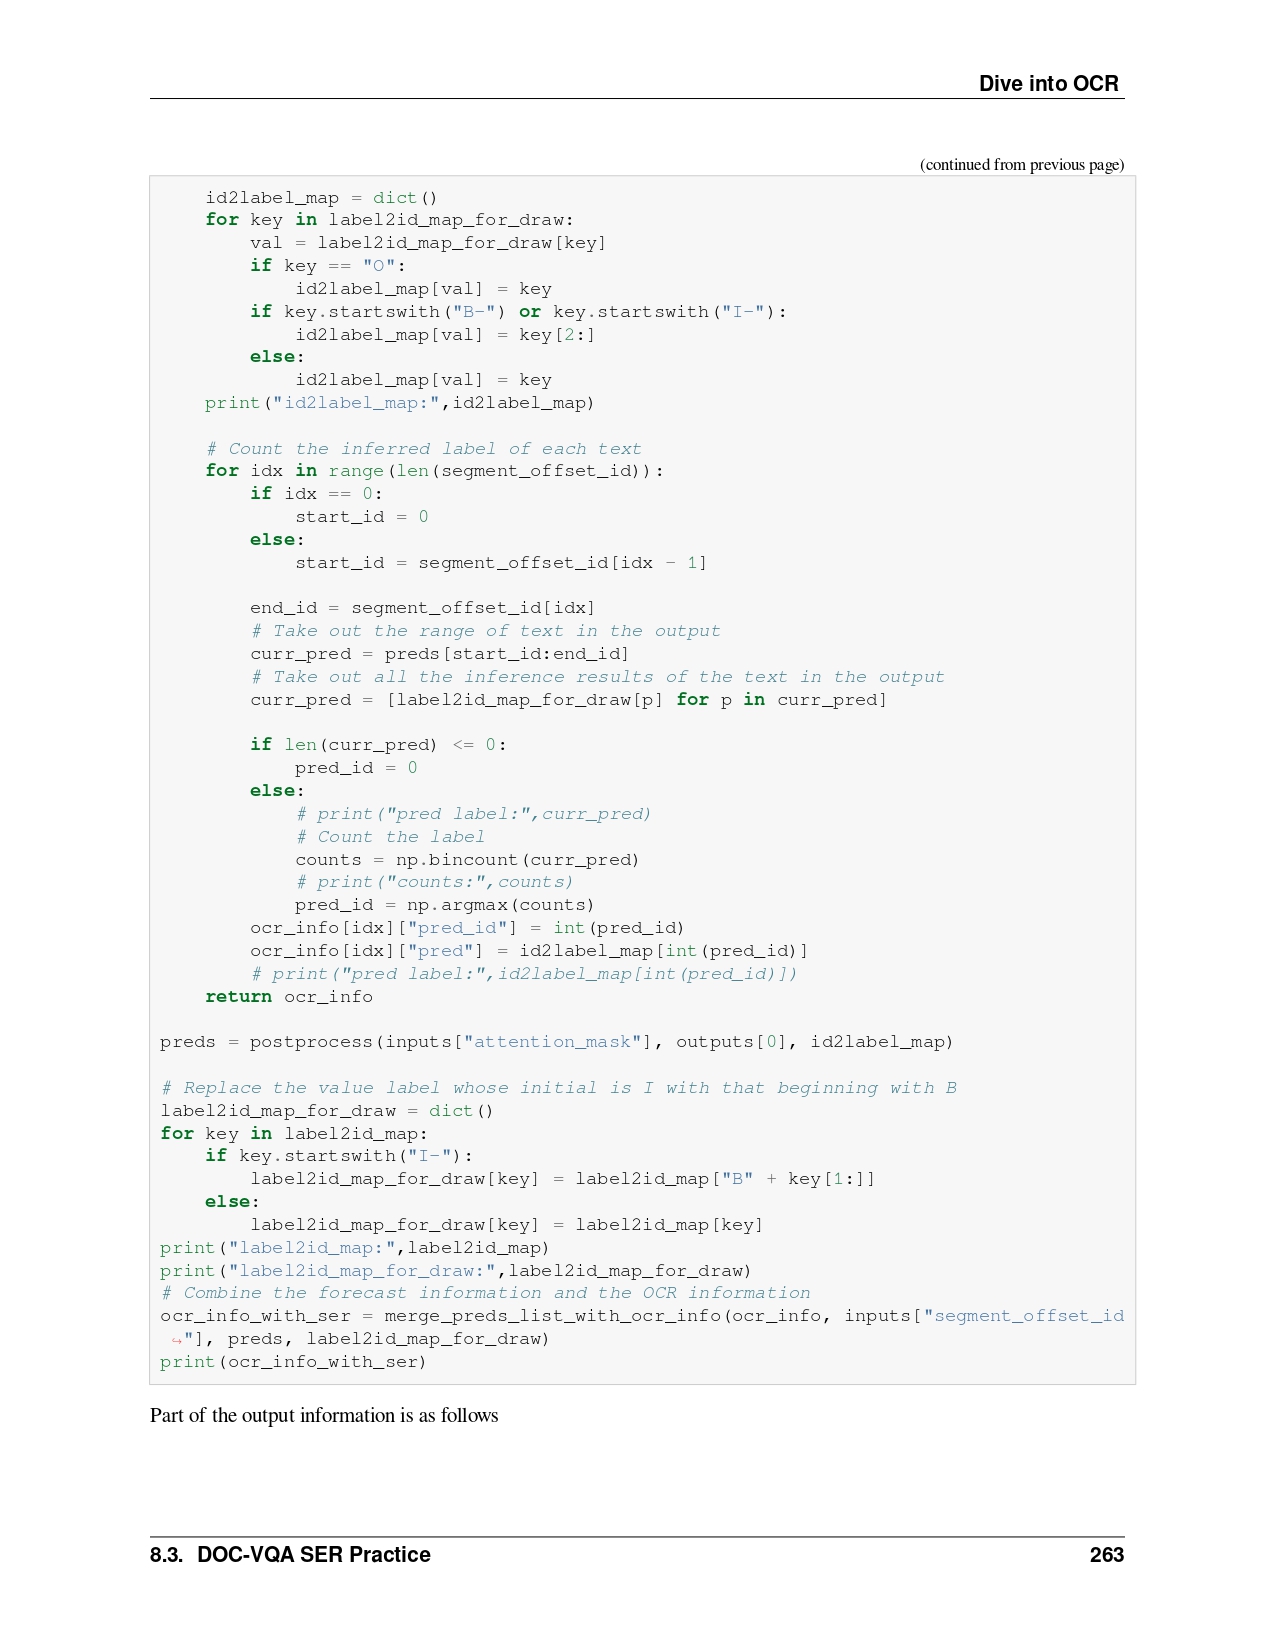 Dive into OCR
(continued from previous page)
    id2label_map = dict()
    for key in label2id_map_for_draw:
        val = label2id_map_for_draw[key]
        if key == "O":
            id2label_map[val] = key
        if key.startswith("B-") or key.startswith("I-"):
            id2label_map[val] = key[2:]
        else:
            id2label_map[val] = key
    print("id2label_map:",id2label_map)

    # Count the inferred label of each text
    for idx in range(len(segment_offset_id)):
        if idx == 0:
            start_id = 0
        else:
            start_id = segment_offset_id[idx - 1]

        end_id = segment_offset_id[idx]
        # Take out the range of text in the output
        curr_pred = preds[start_id:end_id]
        # Take out all the inference results of the text in the output
        curr_pred = [label2id_map_for_draw[p] for p in curr_pred]

        if len(curr_pred) <= 0:
            pred_id = 0
        else:
            # print("pred label:",curr_pred)
            # Count the label
            counts = np.bincount(curr_pred)
            # print("counts:",counts)
            pred_id = np.argmax(counts)
        ocr_info[idx]["pred_id"] = int(pred_id)
        ocr_info[idx]["pred"] = id2label_map[int(pred_id)]
        # print("pred label:",id2label_map[int(pred_id)])
    return ocr_info

preds = postprocess(inputs["attention_mask"], outputs[0], id2label_map)

# Replace the value label whose initial is I with that beginning with B
label2id_map_for_draw = dict()
for key in label2id_map:
    if key.startswith("I-"):
        label2id_map_for_draw[key] = label2id_map["B" + key[1:]]
    else:
        label2id_map_for_draw[key] = label2id_map[key]
print("label2id_map:",label2id_map)
print("label2id_map_for_draw:",label2id_map_for_draw)
# Combine the forecast information and the OCR information
ocr_info_with_ser = merge_preds_list_with_ocr_info(ocr_info, inputs["segment_offset_id
↪"], preds, label2id_map_for_draw)
print(ocr_info_with_ser)
Part of the output information is as follows
8.3. DOC-VQA SER Practice 263